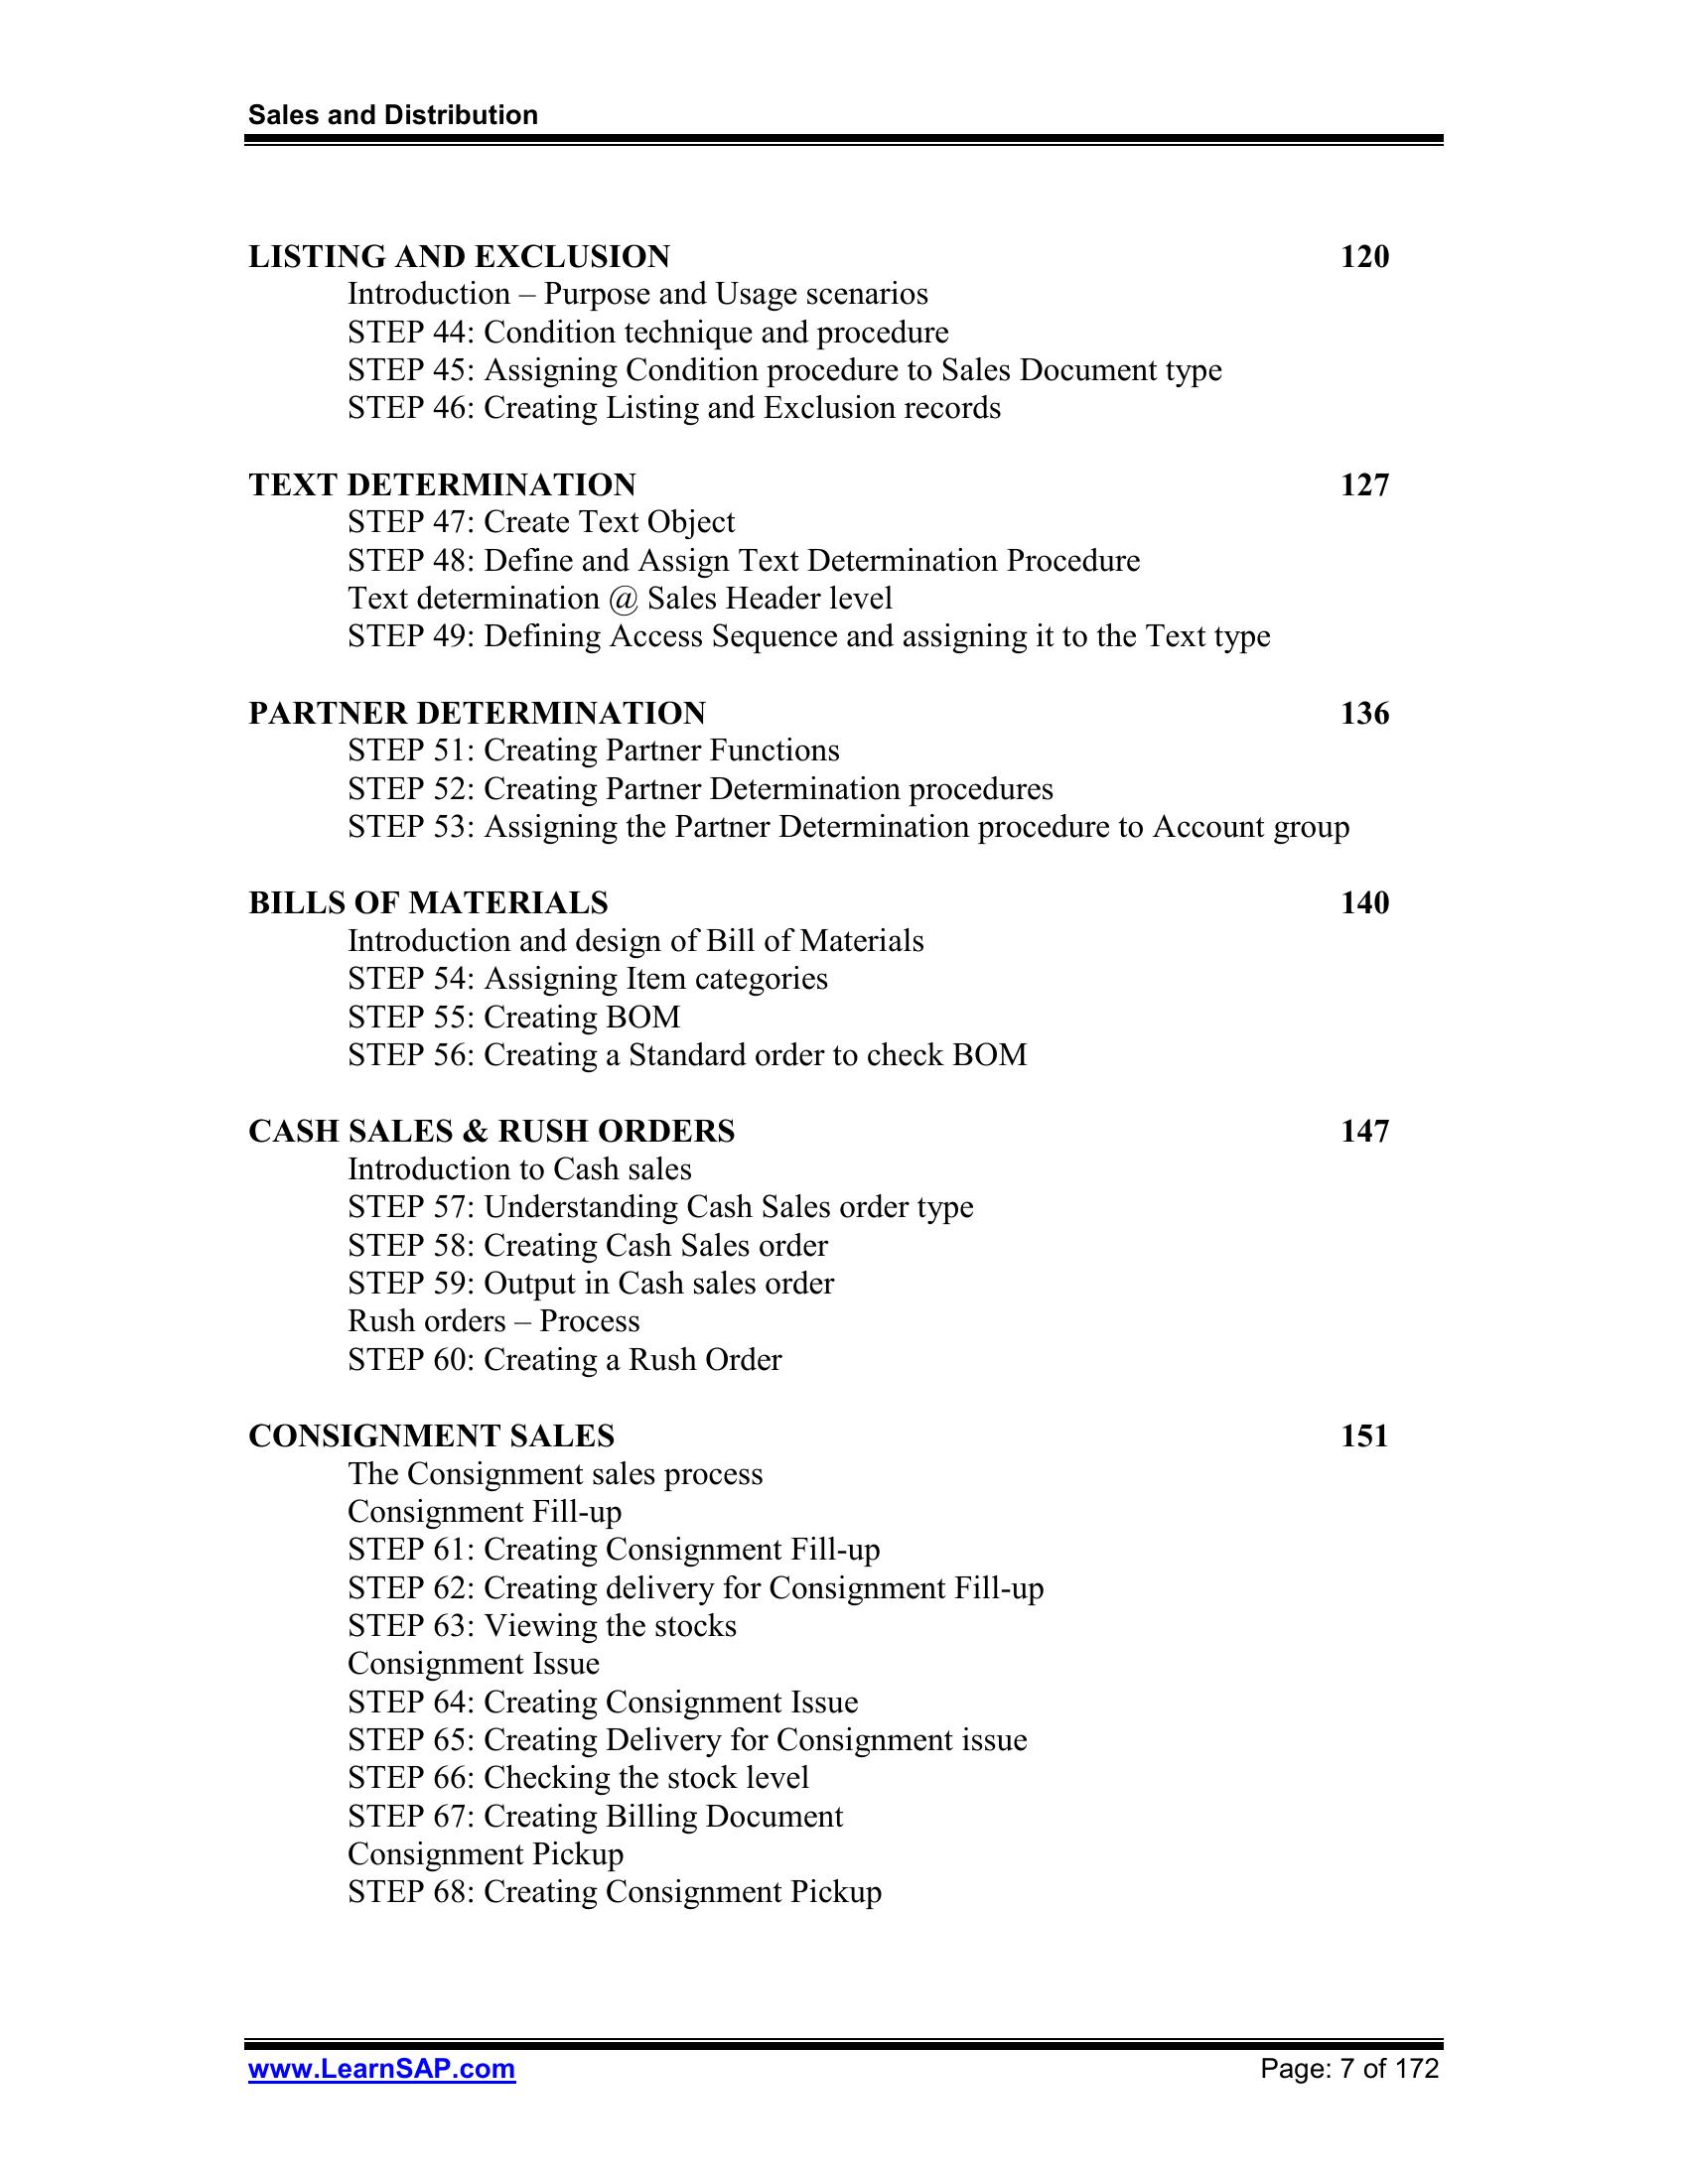 Sales and Distribution
LISTING AND EXCLUSION 120
Introduction – Purpose and Usage scenarios
STEP 44: Condition technique and procedure
STEP 45: Assigning Condition procedure to Sales Document type
STEP 46: Creating Listing and Exclusion records
TEXT DETERMINATION 127
STEP 47: Create Text Object
STEP 48: Define and Assign Text Determination Procedure
Text determination @ Sales Header level
STEP 49: Defining Access Sequence and assigning it to the Text type
PARTNER DETERMINATION 136
STEP 51: Creating Partner Functions
STEP 52: Creating Partner Determination procedures
STEP 53: Assigning the Partner Determination procedure to Account group
BILLS OF MATERIALS 140
Introduction and design of Bill of Materials
STEP 54: Assigning Item categories
STEP 55: Creating BOM
STEP 56: Creating a Standard order to check BOM
CASH SALES & RUSH ORDERS 147
Introduction to Cash sales
STEP 57: Understanding Cash Sales order type
STEP 58: Creating Cash Sales order
STEP 59: Output in Cash sales order
Rush orders – Process
STEP 60: Creating a Rush Order
CONSIGNMENT SALES 151
The Consignment sales process
Consignment Fill-up
STEP 61: Creating Consignment Fill-up
STEP 62: Creating delivery for Consignment Fill-up
STEP 63: Viewing the stocks
Consignment Issue
STEP 64: Creating Consignment Issue
STEP 65: Creating Delivery for Consignment issue
STEP 66: Checking the stock level
STEP 67: Creating Billing Document
Consignment Pickup
STEP 68: Creating Consignment Pickup
www.LearnSAP.com Page: 7 of 172